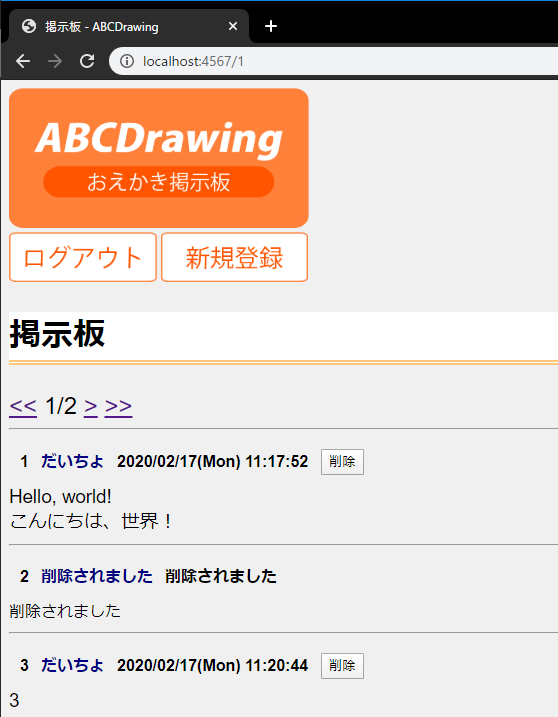 掲示板 - ABCDrawing
localhost:4567/1
ABCDrawing
おえかき掲示板
ログアウト 新規登録
掲示板
<< 1/2 > >>
1 だいちょ 2020/02/17(Mon) 11:17:52 削除
Hello, world!
こんにちは、世界！
2 削除されました 削除されました
削除されました
3 だいちょ 2020/02/17(Mon) 11:20:44 削除
3